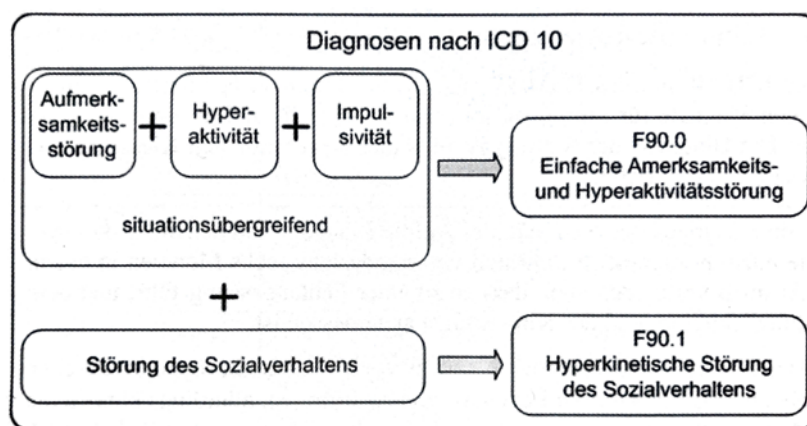 Diagnosen nach ICD 10
Aufmerk-
samkeits-
störung
+
Hyper-
aktivität
+
Impul-
sivität
situationsübergreifend
F90.0
Einfache Amerksamkeits-
und Hyperaktivitätsstörung
+
Störung des Sozialverhaltens
F90.1
Hyperkinetische Störung
des Sozialverhaltens